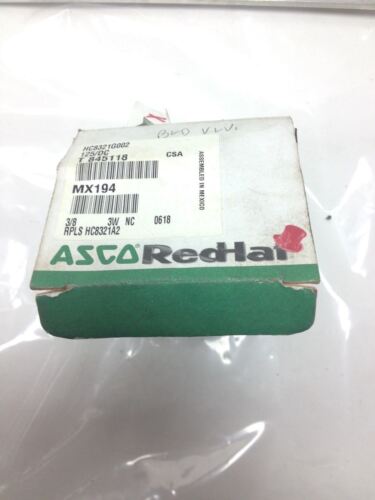 BLD VLV.
HC8321G002
125/DC
T 845118 CSA
MX194
3/8 3W NC 0618
RPLS HC8321A2
ASSEMBLED IN MEXICO
ASCO RedHat